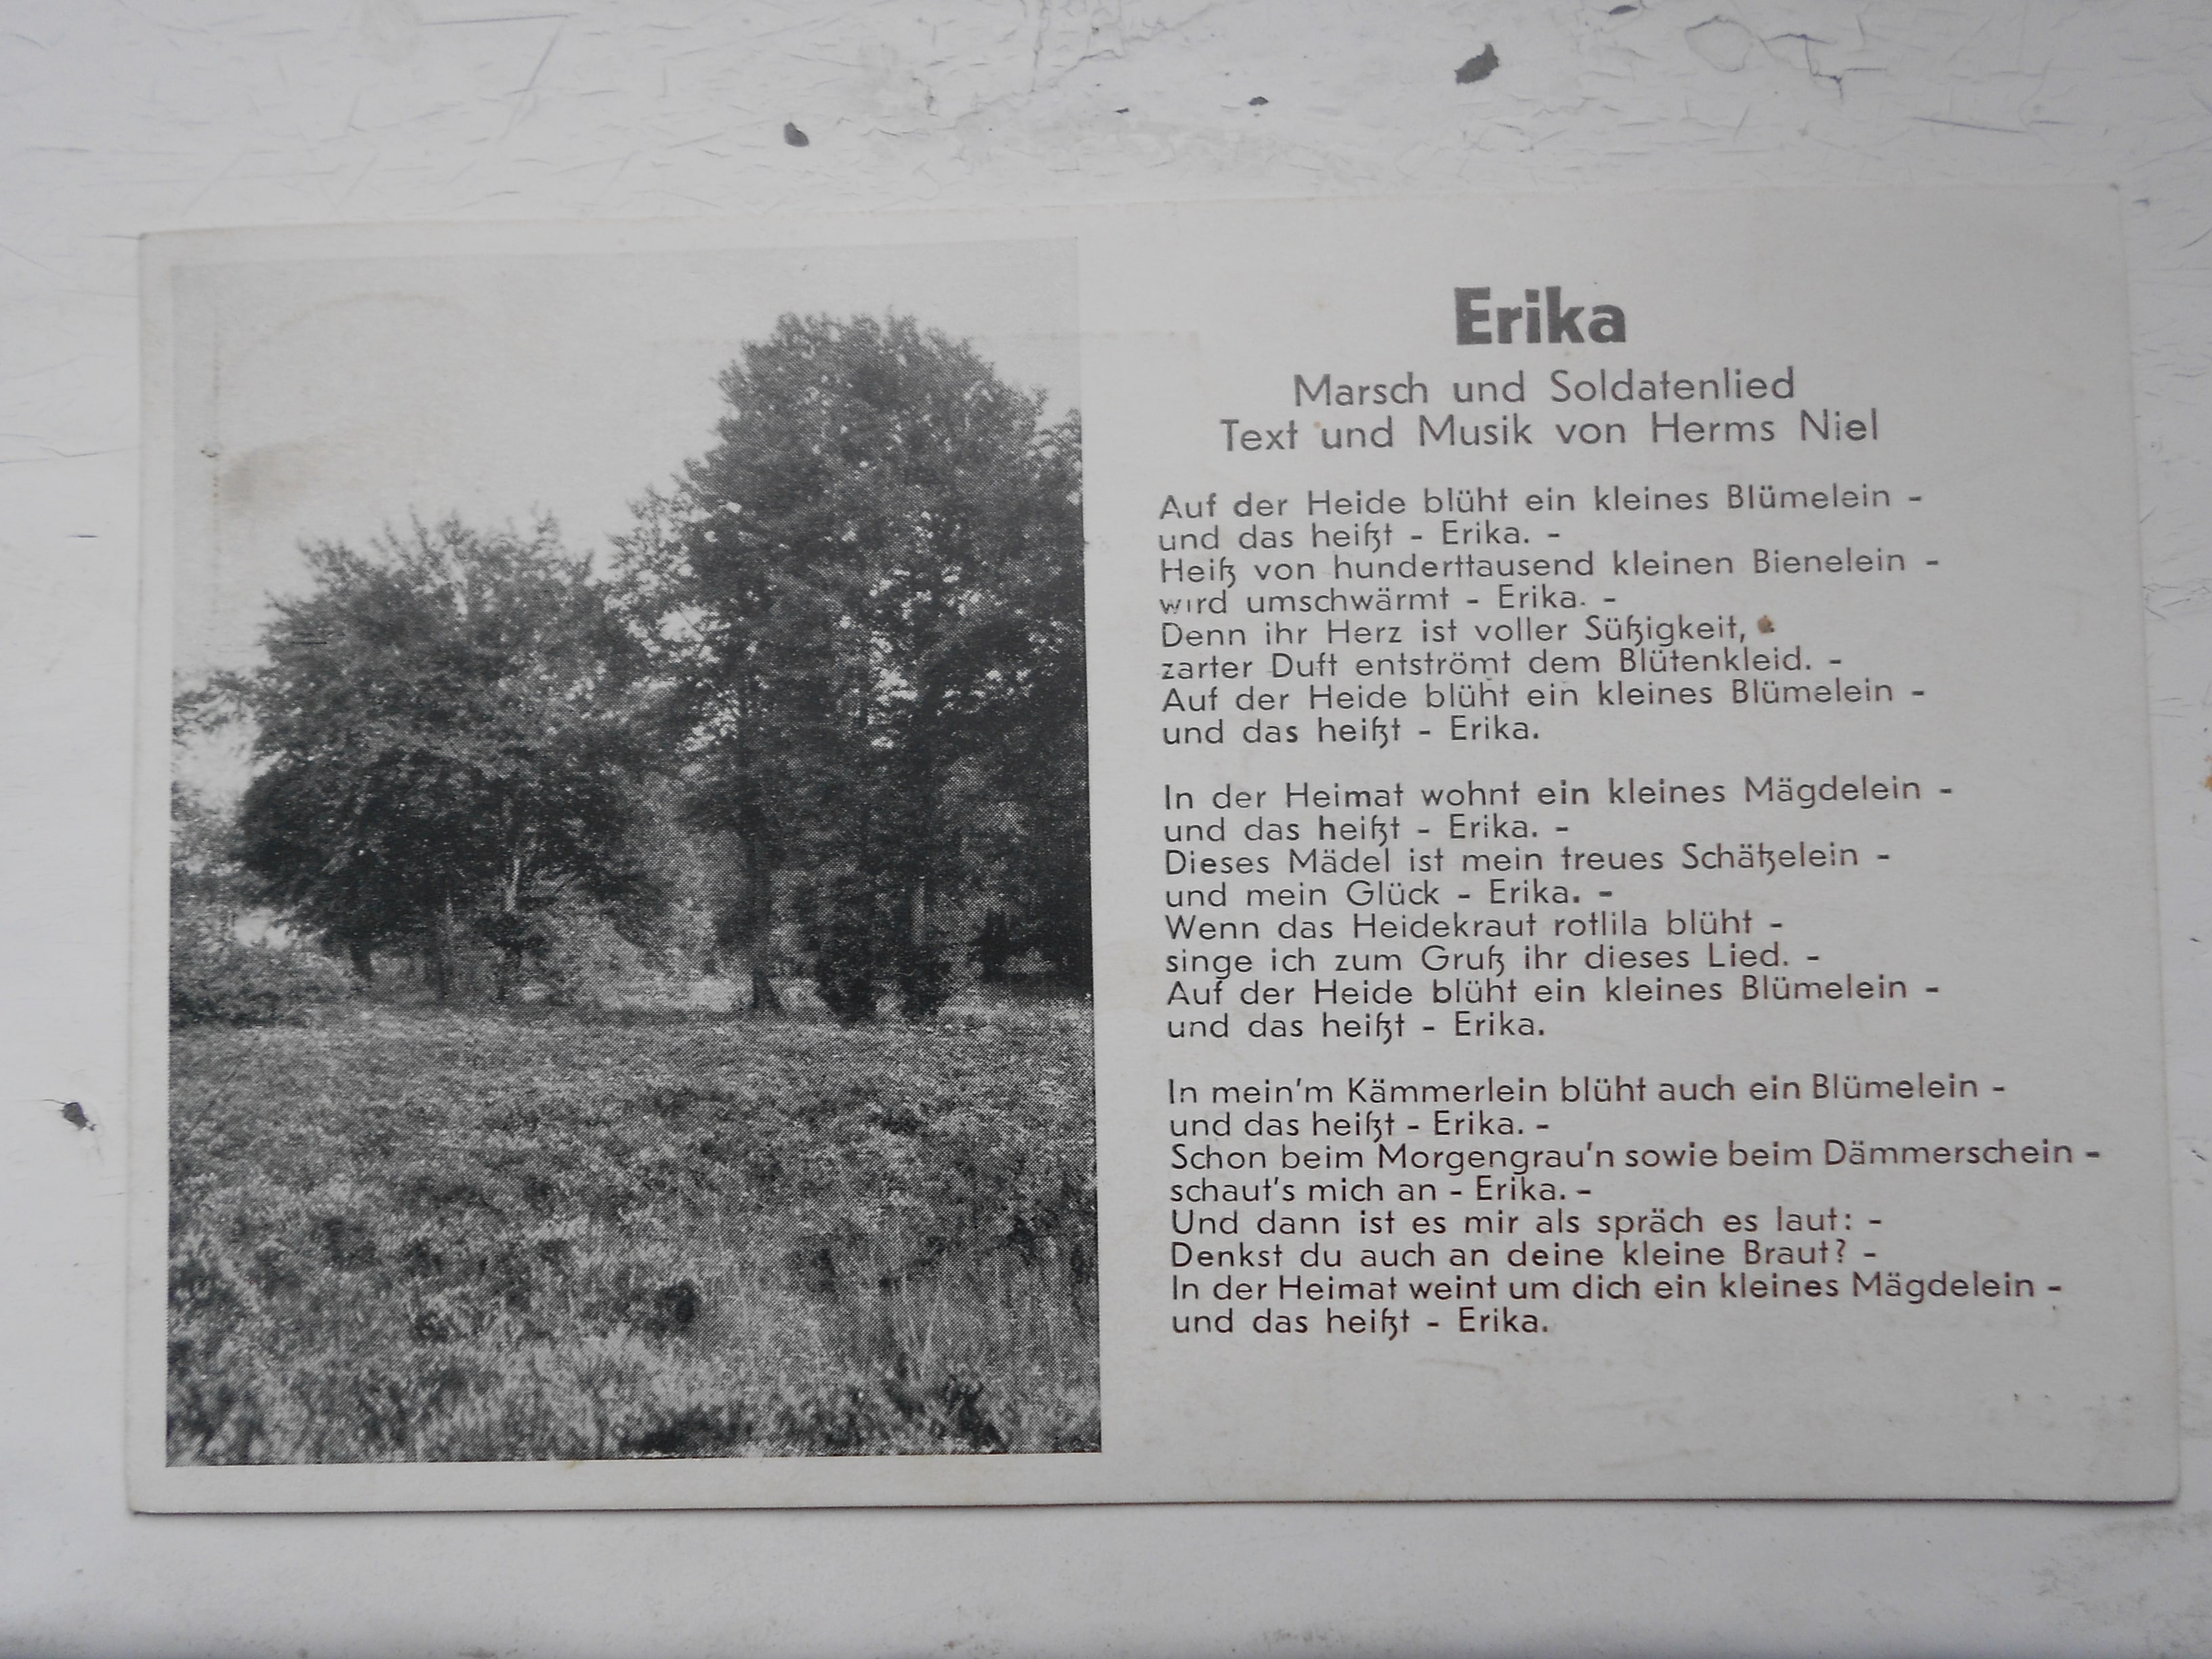 Erika
Marsch und Soldatenlied
Text und Musik von Herms Niel
Auf der Heide blüht ein kleines Blümelein -
und das heißt - Erika. -
Heiß von hunderttausend kleinen Bienelein -
wird umschwärmt - Erika. -
Denn ihr Herz ist voller Süßigkeit,
zarter Duft entströmt dem Blütenkleid. -
Auf der Heide blüht ein kleines Blümelein -
und das heißt - Erika.
In der Heimat wohnt ein kleines Mägdelein -
und das heißt - Erika. -
Dieses Mädel ist mein treues Schätzelein -
und mein Glück - Erika. -
Wenn das Heidekraut rotlila blüht -
singe ich zum Gruß ihr dieses Lied. -
Auf der Heide blüht ein kleines Blümelein -
und das heißt - Erika.
In mein'm Kämmerlein blüht auch ein Blümelein -
und das heißt - Erika. -
Schon beim Morgengrau'n sowie beim Dämmerschein -
schaut's mich an - Erika. -
Und dann ist es mir als spräch es laut: -
Denkst du auch an deine kleine Braut? -
In der Heimat weint um dich ein kleines Mägdelein -
und das heißt - Erika.